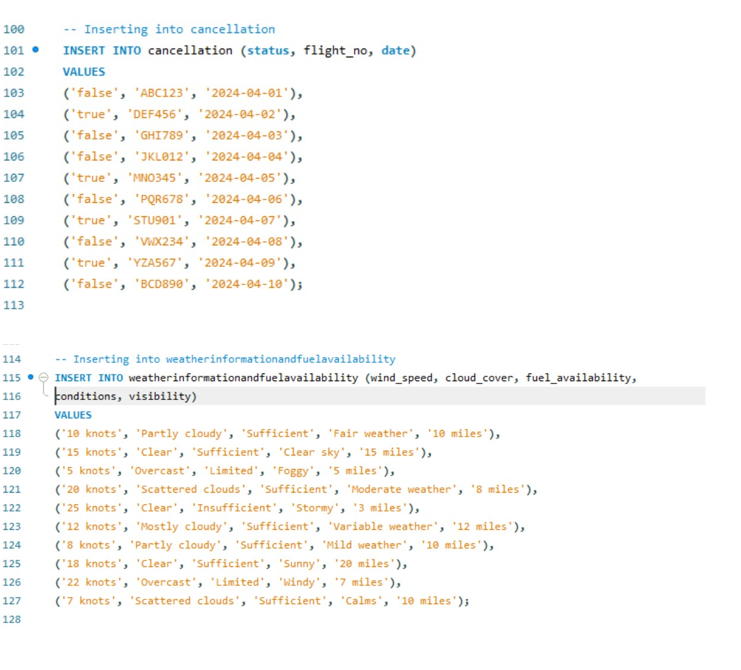 100 -- Inserting into cancellation
101 INSERT INTO cancellation (status, flight_no, date)
102 VALUES
103 ('false', 'ABC123', '2024-04-01'),
104 ('true', 'DEF456', '2024-04-02'),
105 ('false', 'GHI789', '2024-04-03'),
106 ('false', 'JKL012', '2024-04-04'),
107 ('true', 'MNO345', '2024-04-05'),
108 ('false', 'PQR678', '2024-04-06'),
109 ('true', 'STU901', '2024-04-07'),
110 ('false', 'VWX234', '2024-04-08'),
111 ('true', 'YZA567', '2024-04-09'),
112 ('false', 'BCD890', '2024-04-10');
113
114 -- Inserting into weatherinformationandfuelavailability
115 INSERT INTO weatherinformationandfuelavailability (wind_speed, cloud_cover, fuel_availability,
116 conditions, visibility)
117 VALUES
118 ('10 knots', 'Partly cloudy', 'Sufficient', 'Fair weather', '10 miles'),
119 ('15 knots', 'Clear', 'Sufficient', 'Clear sky', '15 miles'),
120 ('5 knots', 'Overcast', 'Limited', 'Foggy', '5 miles'),
121 ('20 knots', 'Scattered clouds', 'Sufficient', 'Moderate weather', '8 miles'),
122 ('25 knots', 'Clear', 'Insufficient', 'Stormy', '3 miles'),
123 ('12 knots', 'Mostly cloudy', 'Sufficient', 'Variable weather', '12 miles'),
124 ('8 knots', 'Partly cloudy', 'Sufficient', 'Mild weather', '10 miles'),
125 ('18 knots', 'Clear', 'Sufficient', 'Sunny', '20 miles'),
126 ('22 knots', 'Overcast', 'Limited', 'Windy', '7 miles'),
127 ('7 knots', 'Scattered clouds', 'Sufficient', 'Calms', '10 miles');
128